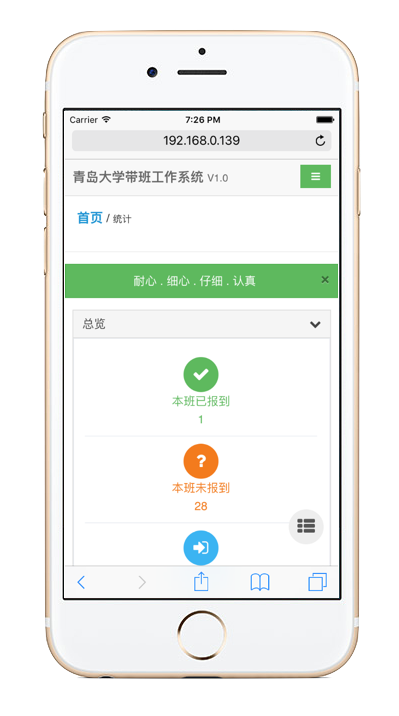 Carrier 7:26 PM
192.168.0.139
青岛大学带班工作系统 V1.0
首页 / 统计
耐心 . 细心 . 仔细 . 认真 ×
总览
本班已报到
1
?
本班未报到
28